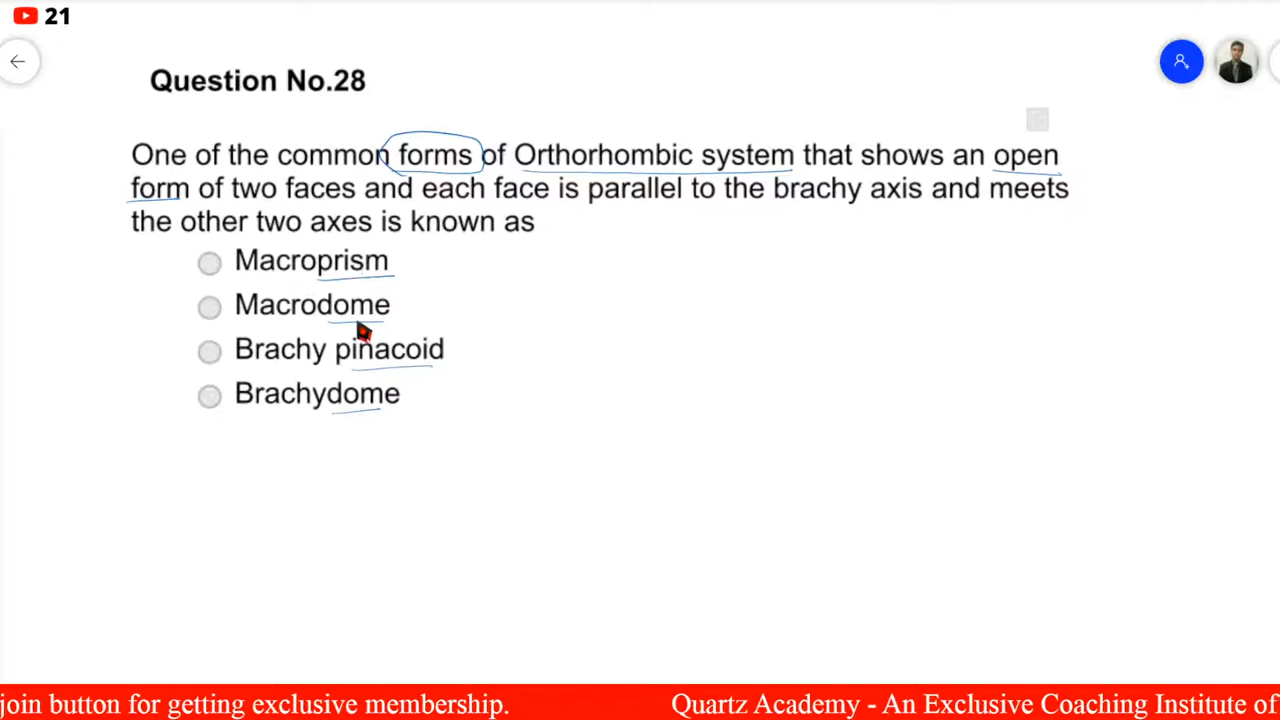 21
Question No.28
One of the common forms of Orthorhombic system that shows an open
form of two faces and each face is parallel to the brachy axis and meets
the other two axes is known as
Macroprism
Macrodome
Brachy pinacoid
Brachydome
join button for getting exclusive membership. Quartz Academy - An Exclusive Coaching Institute of